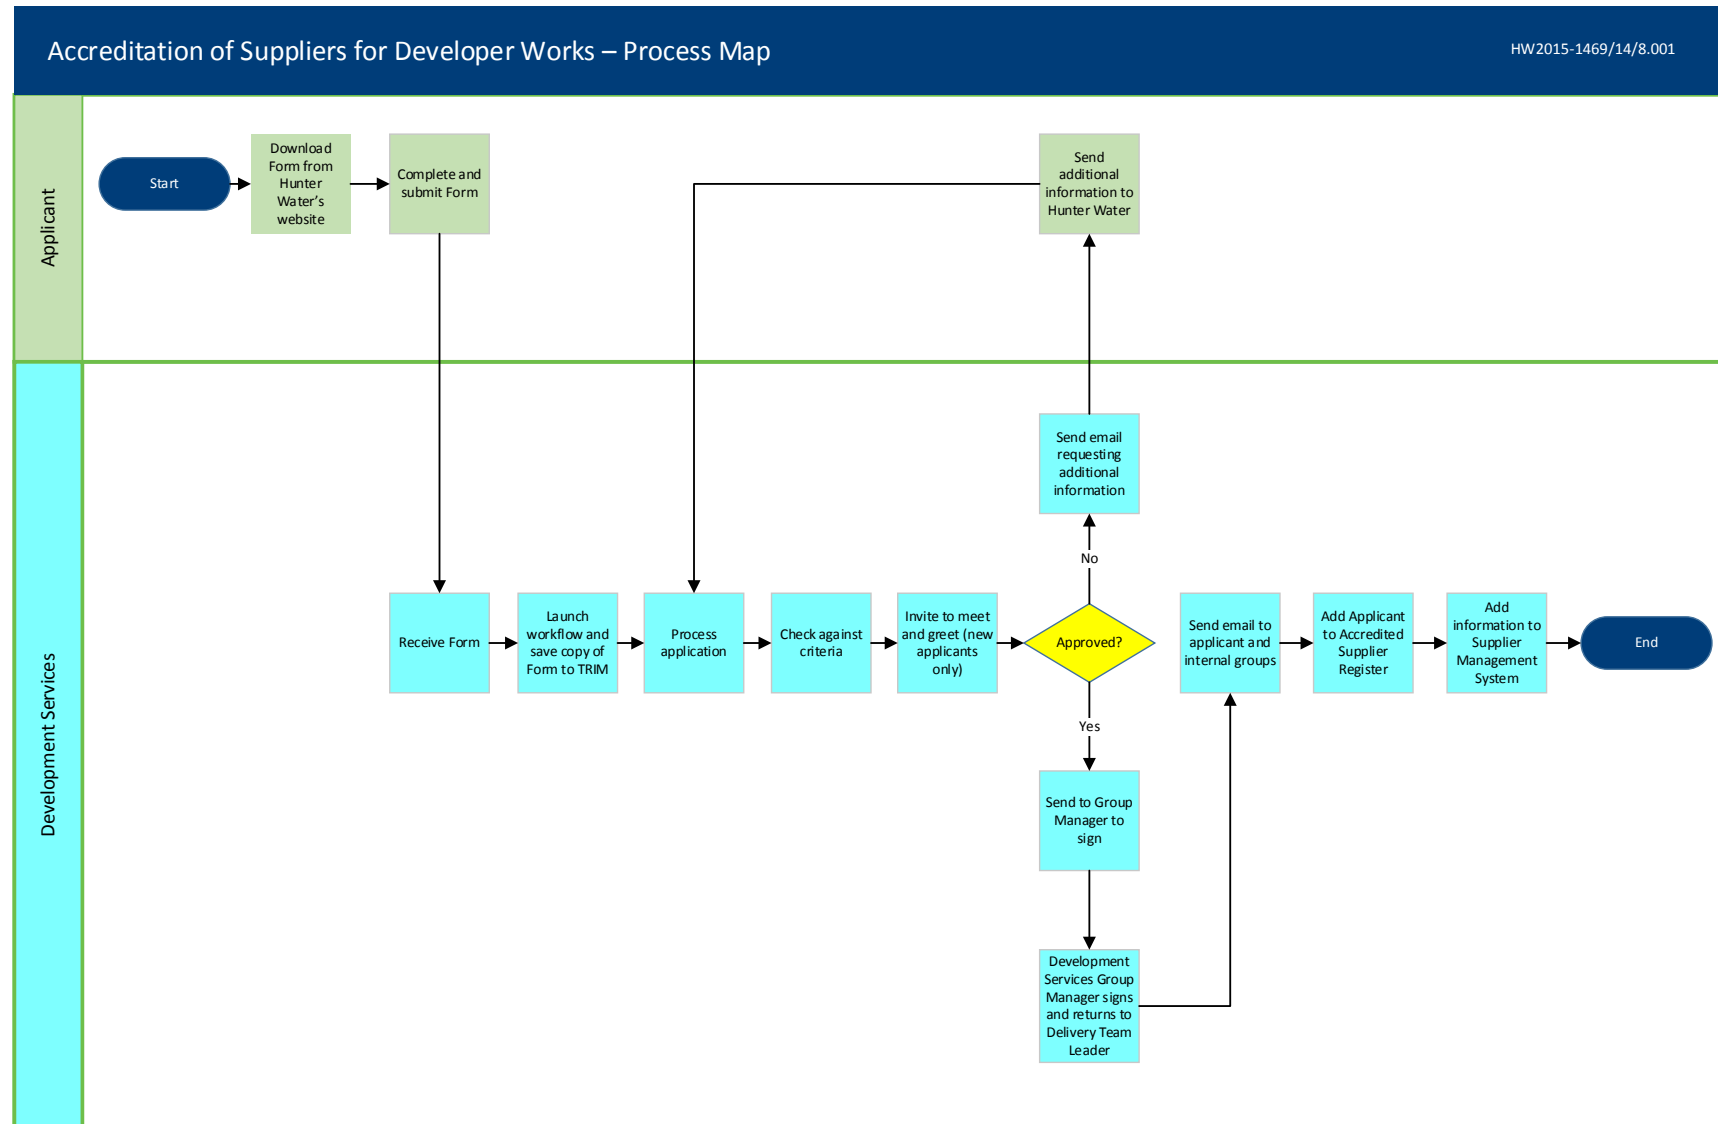 Accreditation of Suppliers for Developer Works – Process Map
HW2015-1469/14/8.001
Applicant
Start
Download
Form from
Hunter
Water's
website
Complete and
submit Form
Send
additional
information to
Hunter Water
Development Services
Send email
requesting
additional
information
No
Receive Form
Launch
workflow and
save copy of
Form to TRIM
Process
application
Check against
criteria
Invite to meet
and greet (new
applicants
only)
Approved?
Yes
Send to Group
Manager to
sign
Development
Services Group
Manager signs
and returns to
Delivery Team
Leader
Send email to
applicant and
internal groups
Add Applicant
to Accredited
Supplier
Register
Add
information to
Supplier
Management
System
End